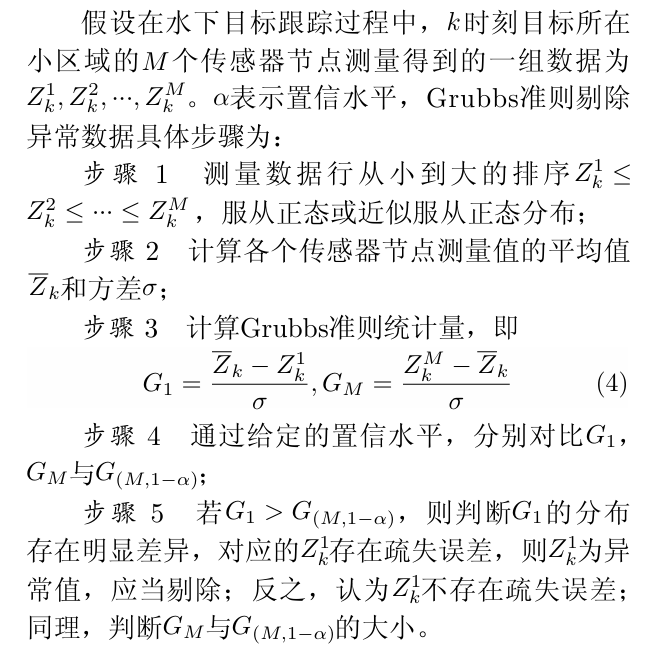 假设在水下目标跟踪过程中，k时刻目标所在
小区域的M个传感器节点测量得到的一组数据为
$Z_k^1, Z_k^2, \cdots, Z_k^M$。α表示置信水平，Grubbs准则剔除
异常数据具体步骤为：
步骤 1 测量数据行从小到大的排序$Z_k^1 \leq$
$Z_k^2 \leq \cdots \leq Z_k^M$，服从正态或近似服从正态分布；
步骤 2 计算各个传感器节点测量值的平均值
$\overline{Z}_k$和方差σ；
步骤 3 计算Grubbs准则统计量，即
$G_1 = \frac{\overline{Z}_k - Z_k^1}{\sigma}, G_M = \frac{Z_k^M - \overline{Z}_k}{\sigma}$ (4)
步骤 4 通过给定的置信水平，分别对比$G_1$，
$G_M$与$G_{(M,1-\alpha)}$；
步骤 5 若$G_1 > G_{(M,1-\alpha)}$，则判断$G_1$的分布
存在明显差异，对应的$Z_k^1$存在疏失误差，则$Z_k^1$为异
常值，应当剔除；反之，认为$Z_k^1$不存在疏失误差；
同理，判断$G_M$与$G_{(M,1-\alpha)}$的大小。